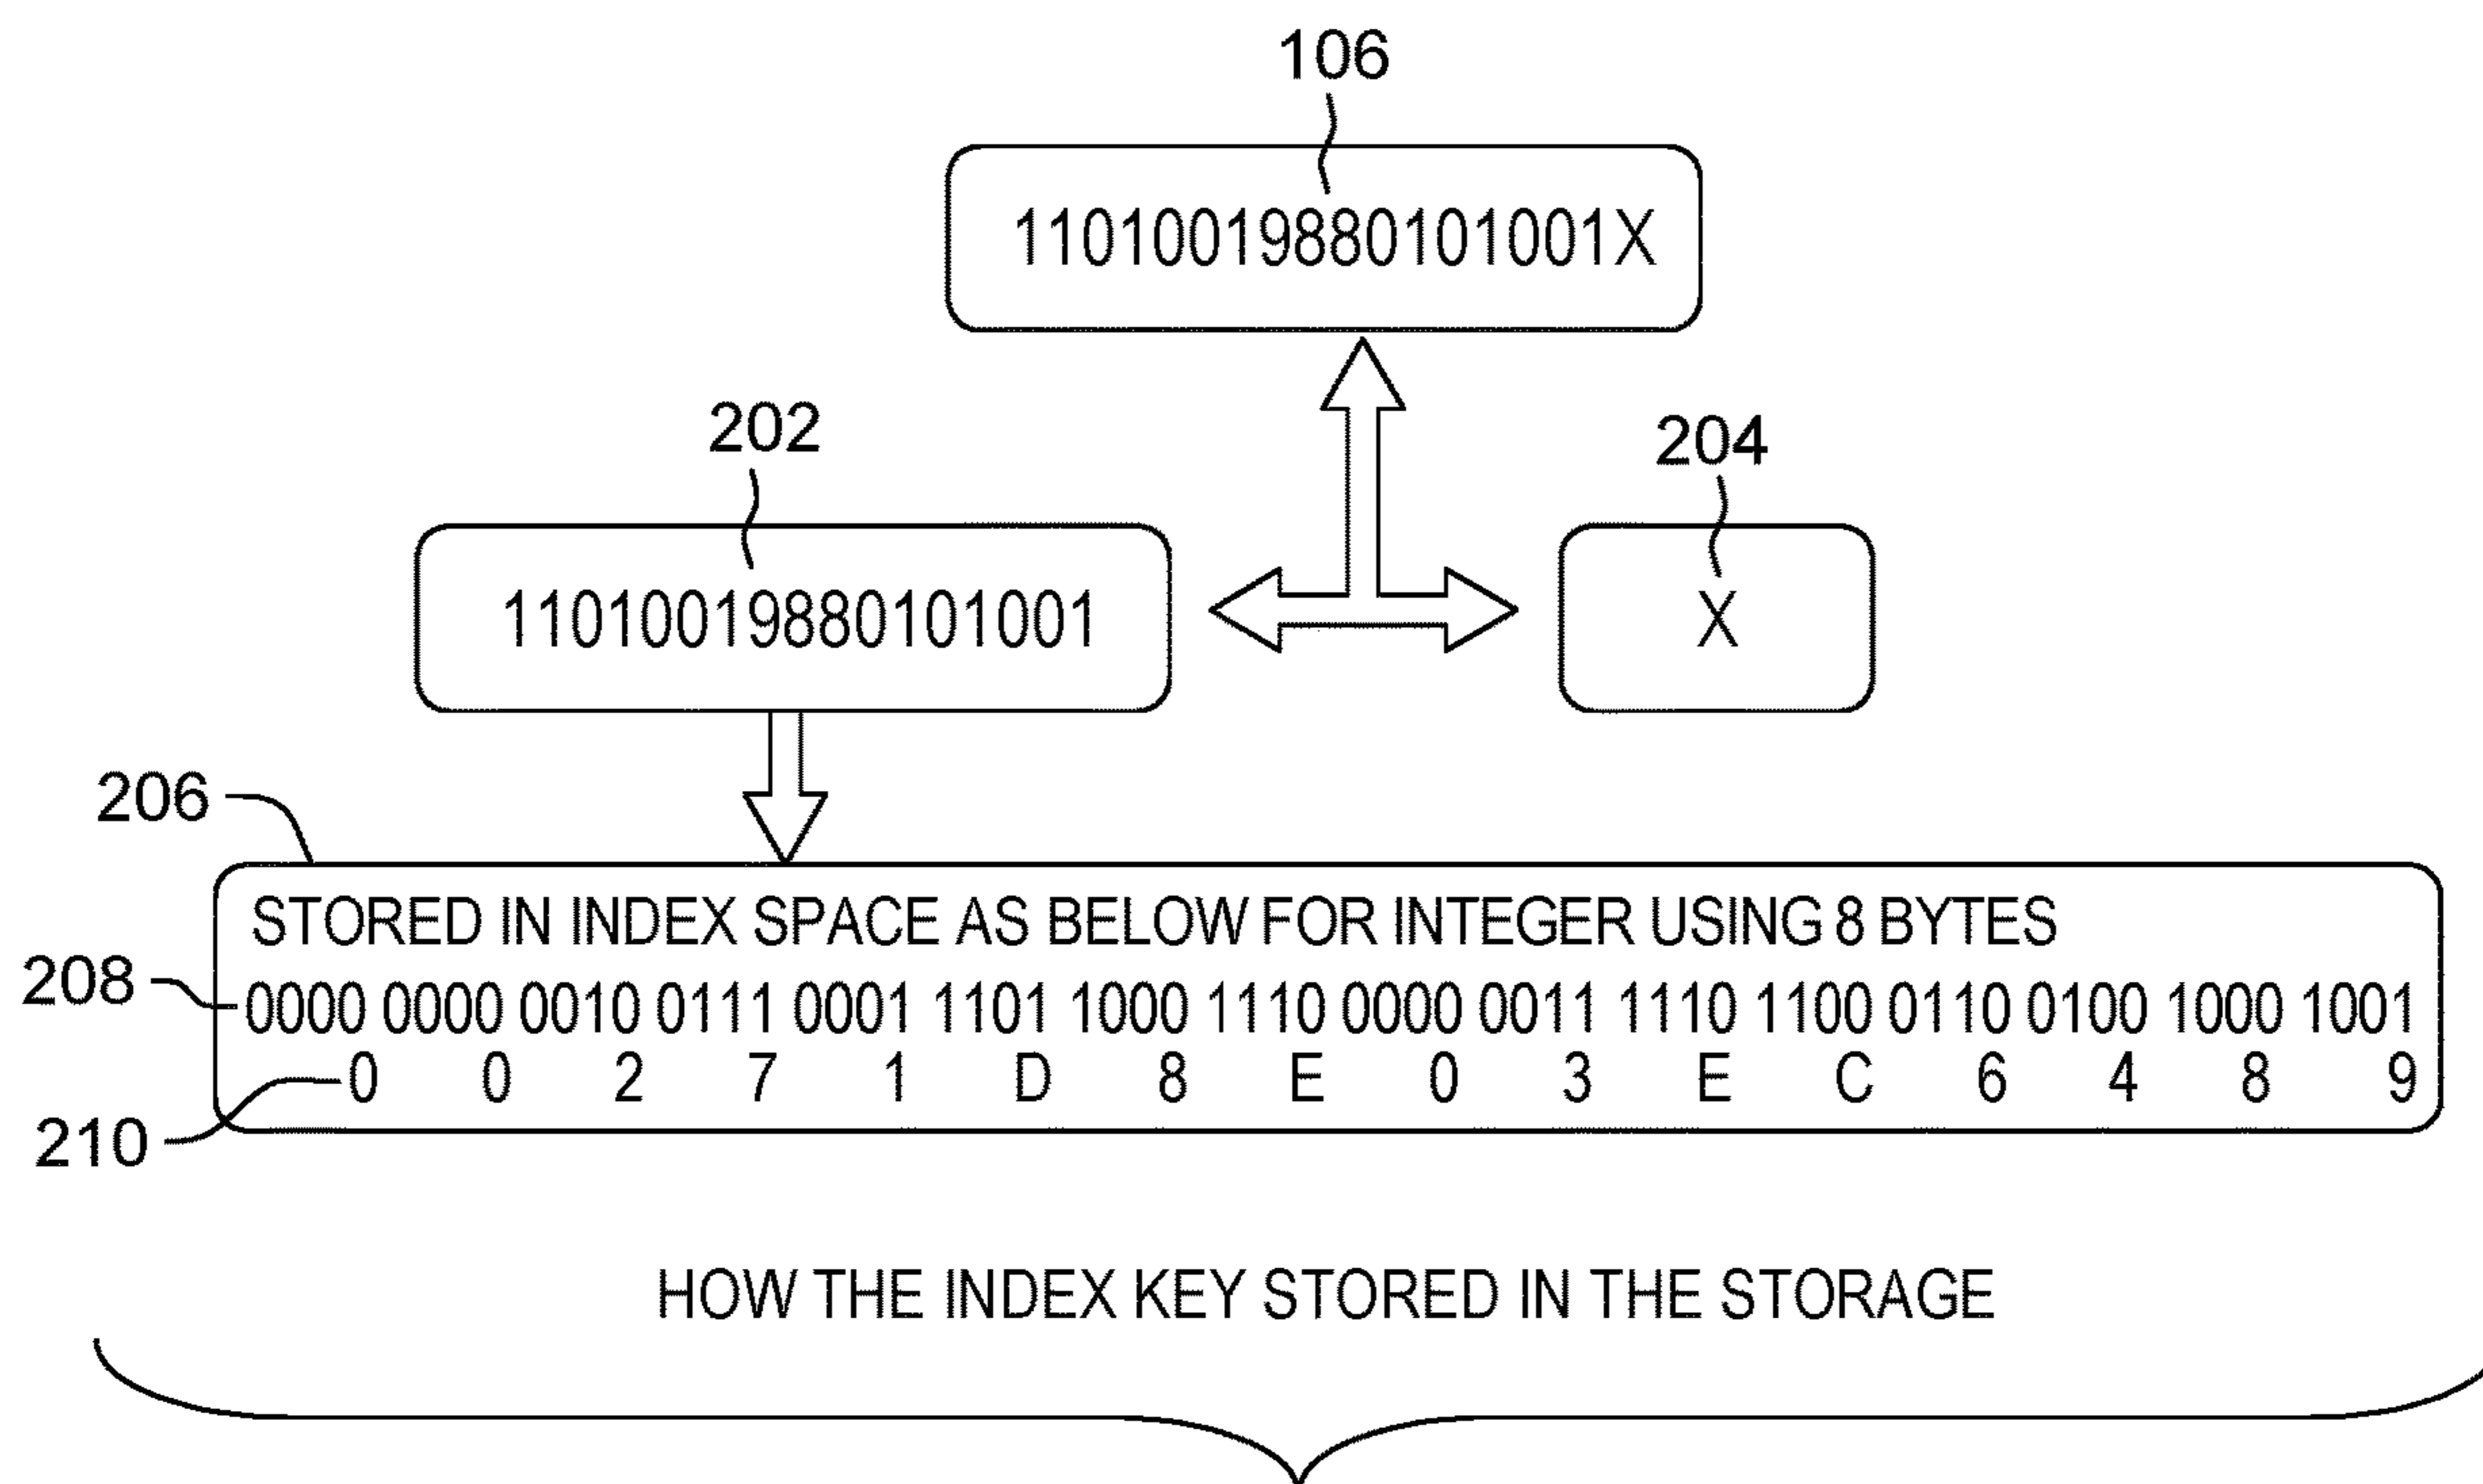 106
11010019880101001X
202
204
11010019880101001
X
206
STORED IN INDEX SPACE AS BELOW FOR INTEGER USING 8 BYTES
208
0000 0000 0010 0111 0001 1101 1000 1110 0000 0011 1110 1100 0110 0100 1000 1001
0 0 2 7 1 D 8 E 0 3 E C 6 4 8 9
210
HOW THE INDEX KEY STORED IN THE STORAGE